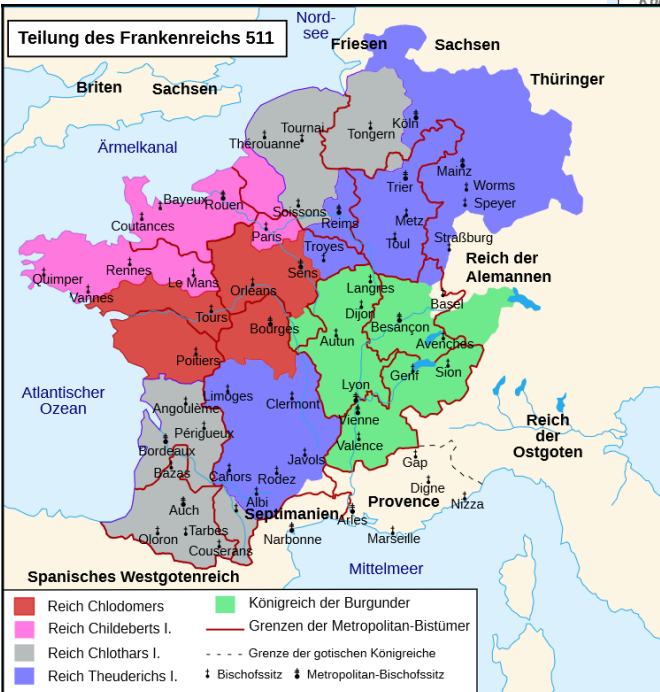 Teilung des Frankenreichs 511
Nord-
see
Friesen
Sachsen
Thüringer
Briten
Sachsen
Ärmelkanal
Tournai
Thérouanne
Tongern
Köln
Mainz
Trier
Worms
Speyer
Bayeux
Rouen
Soissons
Reims
Metz
Coutances
Paris
Troyes
Toul
Straßburg
Reich der
Alemannen
Quimper
Rennes
Le Mans
Sens
Orléans
Langres
Vannes
Basel
Tours
Bourges
Dijon
Besançon
Autun
Avenches
Poitiers
Genf
Sion
Atlantischer
Ozean
Limoges
Clermont
Lyon
Angoulême
Vienne
Périgueux
Reich
der
Ostgoten
Bordeaux
Valence
Javols
Gap
Bazas
Cahors
Rodez
Digne
Albi
Provence
Nizza
Auch
Septimanien
Arles
Oloron
Tarbes
Narbonne
Marseille
Couserans
Spanisches Westgotenreich
Mittelmeer
Reich Chlodomers
Reich Childeberts I.
Reich Chlothars I.
Reich Theuderichs I.
Königreich der Burgunder
Grenzen der Metropolitan-Bistümer
Grenze der gotischen Königreiche
Bischofssitz
Metropolitan-Bischofssitz